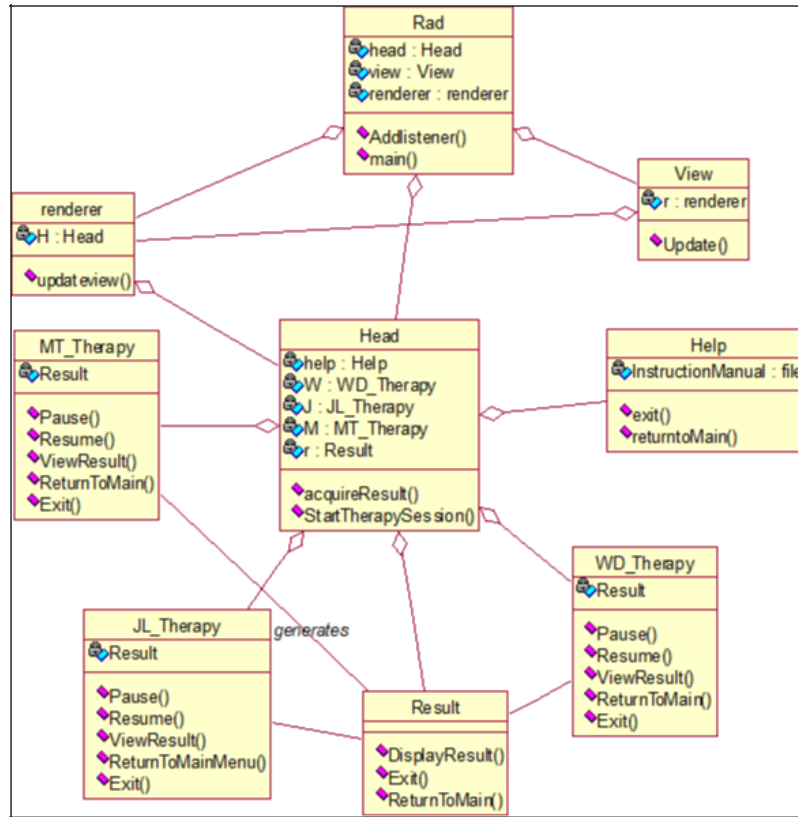 Rad
head : Head
view : View
renderer : renderer
Addlistener()
main()
View
r : renderer
Update()
renderer
H : Head
updateview()
Head
help : Help
W : WD_Therapy
J : JL_Therapy
M : MT_Therapy
r : Result
acquireResult()
StartTherapySession()
MT_Therapy
Result
Pause()
Resume()
ViewResult()
ReturnToMain()
Exit()
Help
InstructionManual : file
exit()
returntoMain()
WD_Therapy
Result
Pause()
Resume()
ViewResult()
ReturnToMain()
Exit()
JL_Therapy
Result
Pause()
Resume()
ViewResult()
ReturnToMainMenu()
Exit()
generates
Result
DisplayResult()
Exit()
ReturnToMain()